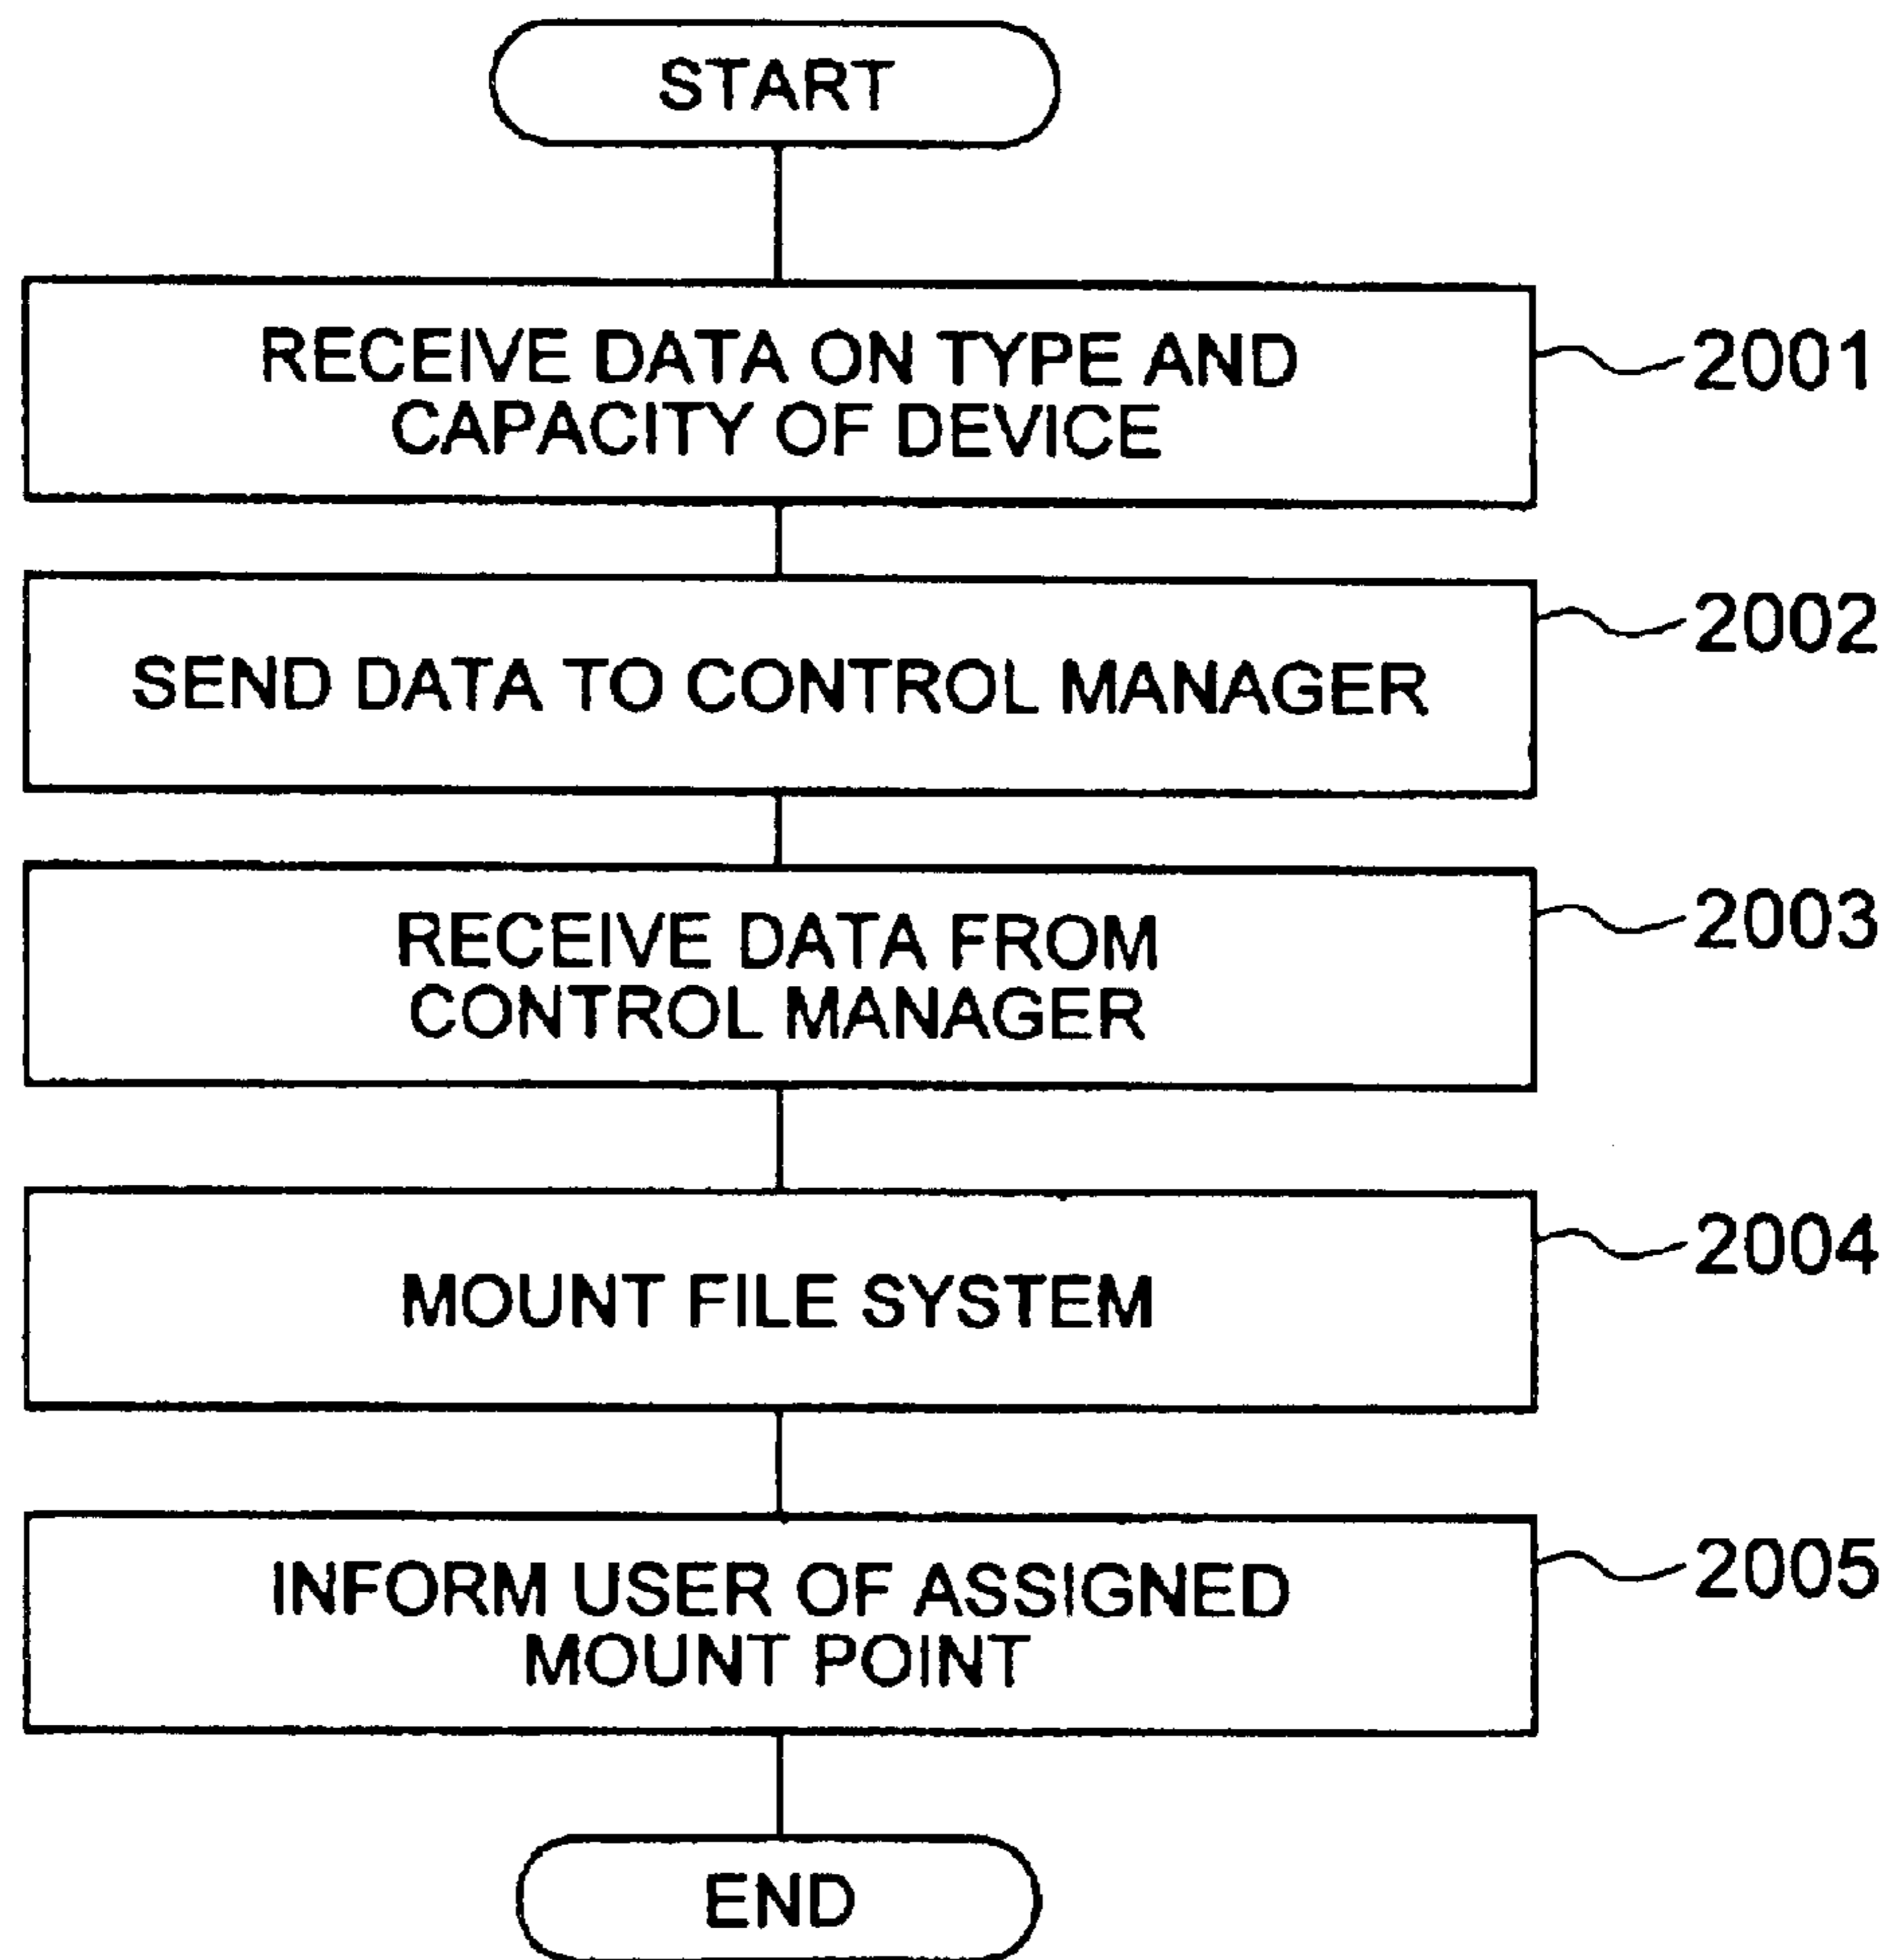 START
RECEIVE DATA ON TYPE AND
CAPACITY OF DEVICE
2001
SEND DATA TO CONTROL MANAGER
2002
RECEIVE DATA FROM
CONTROL MANAGER
2003
MOUNT FILE SYSTEM
2004
INFORM USER OF ASSIGNED
MOUNT POINT
2005
END